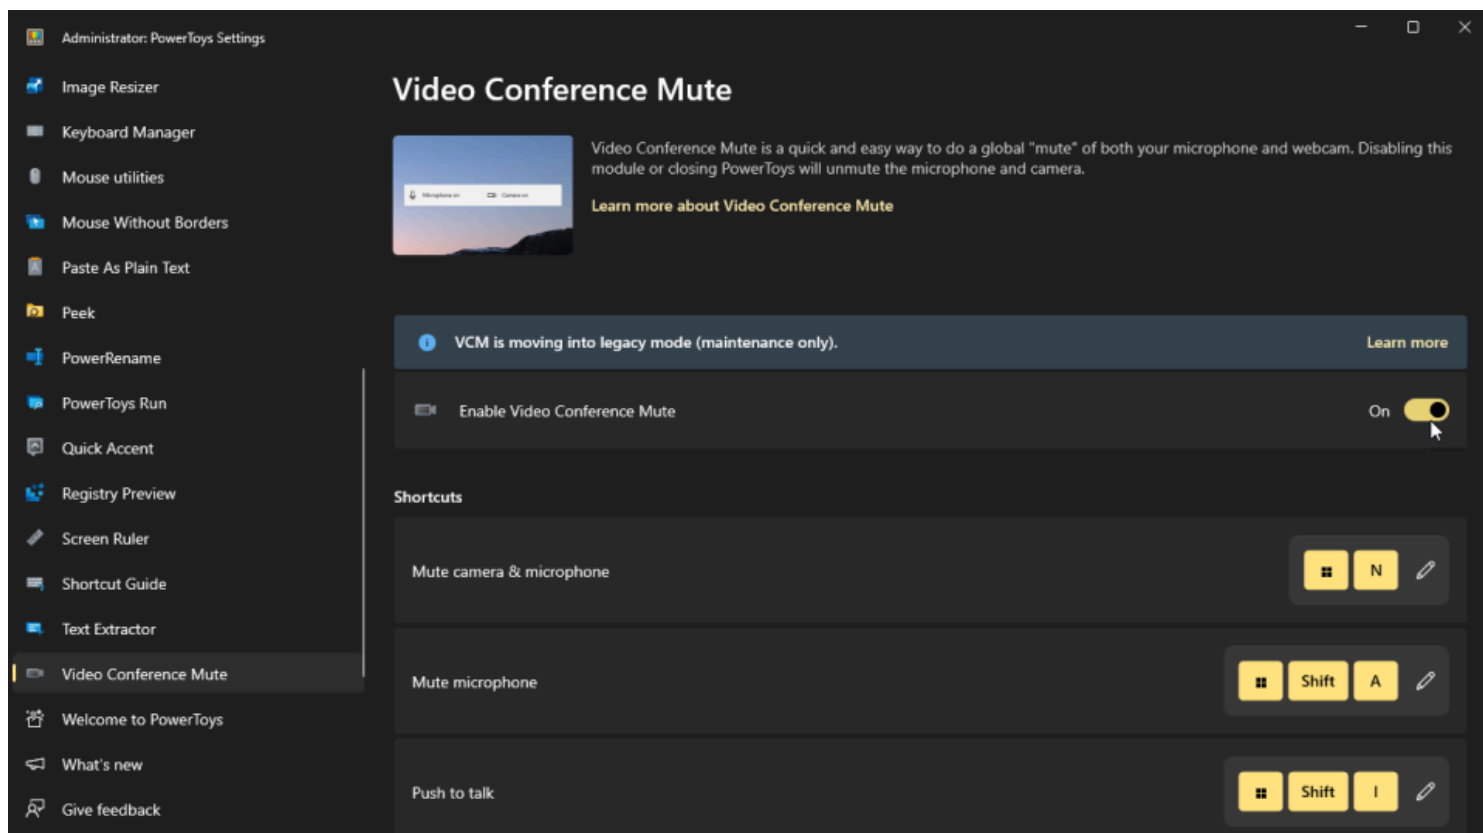 Administrator: PowerToys Settings
Image Resizer
Keyboard Manager
Mouse utilities
Mouse Without Borders
Paste As Plain Text
Peek
PowerRename
PowerToys Run
Quick Accent
Registry Preview
Screen Ruler
Shortcut Guide
Text Extractor
Video Conference Mute
Welcome to PowerToys
What's new
Give feedback
Video Conference Mute
Microphone on
Camera on
Video Conference Mute is a quick and easy way to do a global "mute" of both your microphone and webcam. Disabling this
module or closing PowerToys will unmute the microphone and camera.
Learn more about Video Conference Mute
VCM is moving into legacy mode (maintenance only).
Learn more
Enable Video Conference Mute
On
Shortcuts
Mute camera & microphone
N
Mute microphone
Shift A
Push to talk
Shift I